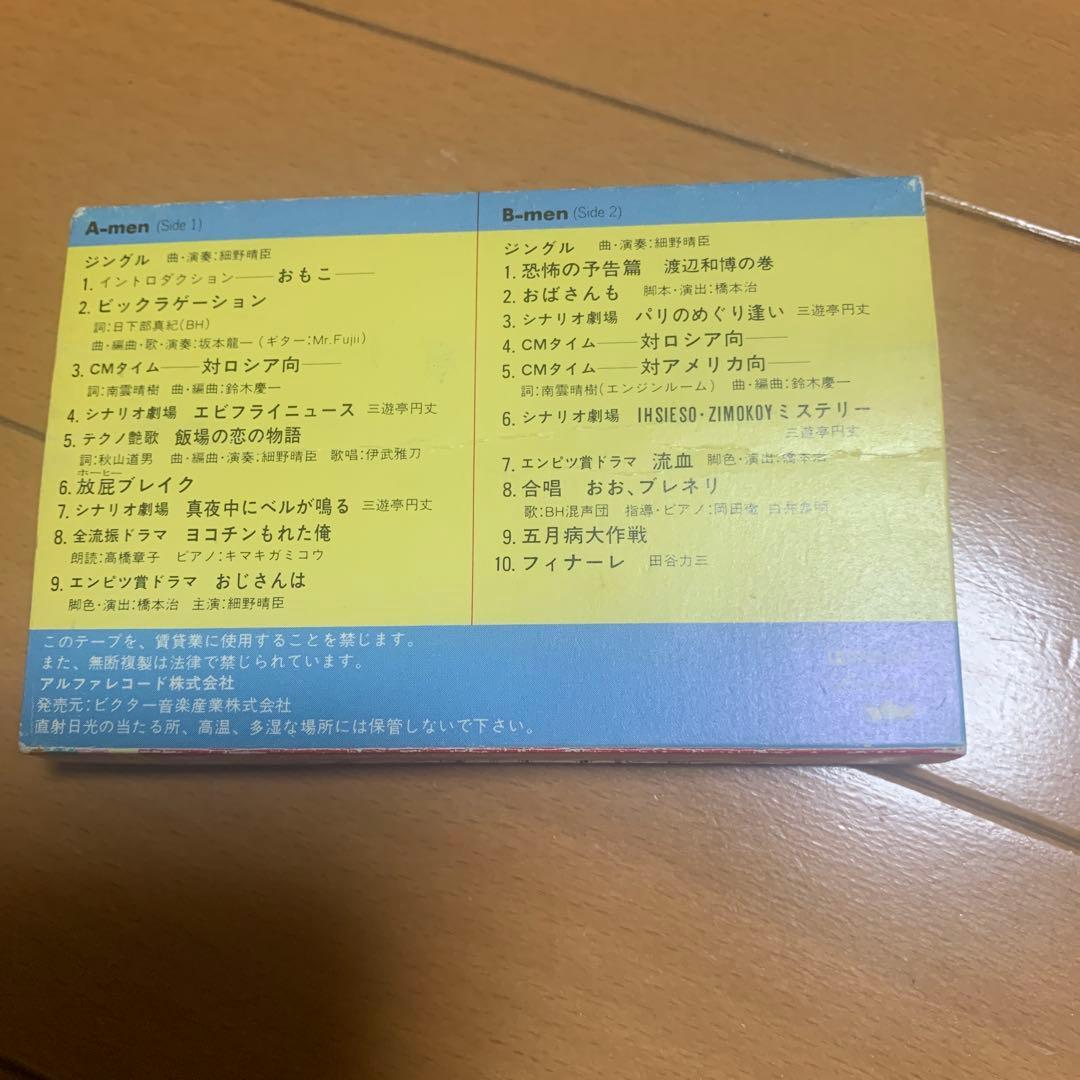 A-men (Side 1)
ジングル 曲・演奏:細野晴臣
1. イントロダクション――おもこ――
2. ビックラゲーション
詞:日下部真紀(BH)
曲・編曲・歌・演奏:坂本龍一(ギター:Mr.Fujii)
3. CMタイム――対ロシア向――
詞:南雲晴樹 曲・編曲:鈴木慶一
4. シナリオ劇場 エビフライニュース 三遊亭円丈
5. テクノ艶歌 飯場の恋の物語
詞:秋山道男 曲・編曲・演奏:細野晴臣 歌唱:伊武雅刀
ホーヒー
6. 放屁ブレイク
7. シナリオ劇場 真夜中にベルが鳴る 三遊亭円丈
8. 全流振ドラマ ヨコチンもれた俺
朗読:高橋章子 ピアノ:キマキガミコウ
9. エンピツ賞ドラマ おじさんは
脚色・演出:橋本治 主演:細野晴臣
B-men (Side 2)
ジングル 曲・演奏:細野晴臣
1. 恐怖の予告篇 渡辺和博の巻
2. おばさんも 脚本・演出:橋本治
3. シナリオ劇場 パリのめぐり逢い 三遊亭円丈
4. CMタイム――対ロシア向――
5. CMタイム――対アメリカ向――
詞:南雲晴樹(エンジンルーム) 曲・編曲:鈴木慶一
6. シナリオ劇場 IHSIESO・ZIMOKOYミステリー
三遊亭円丈
7. エンピツ賞ドラマ 流血 脚色・演出:橋本治
8. 合唱 おお、ブレネリ
歌:BH混声団 指導・ピアノ:岡田徹
9. 五月病大作戦
10. フィナーレ 田谷力三
このテープを、賃貸業に使用することを禁じます。
また、無断複製は法律で禁じられています。
アルファレコード株式会社
発売元:ビクター音楽産業株式会社
直射日光の当たる所、高温、多湿な場所には保管しないで下さい。